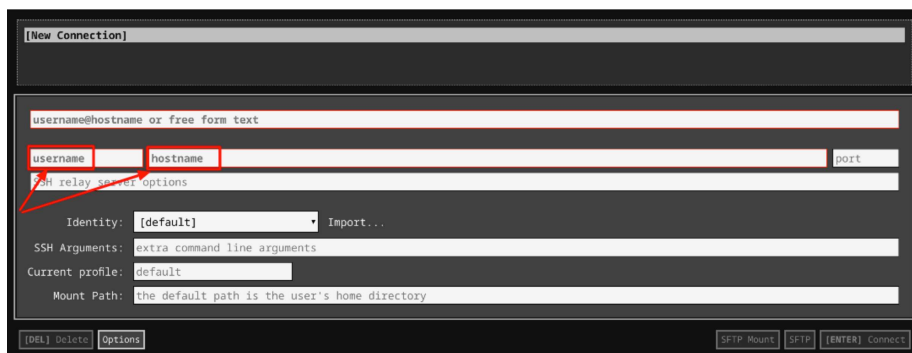 [New Connection]
username@hostname or free form text
username hostname port
SSH relay server options
Identity: [default] Import...
SSH Arguments: extra command line arguments
Current profile: default
Mount Path: the default path is the user's home directory
[DEL] Delete Options SFTP Mount SFTP [ENTER] Connect